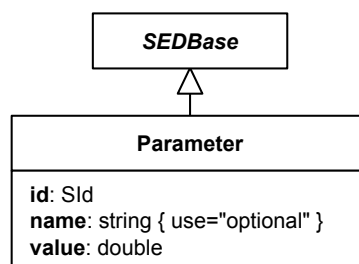 SEDBase
Parameter
id: SId
name: string { use="optional" }
value: double